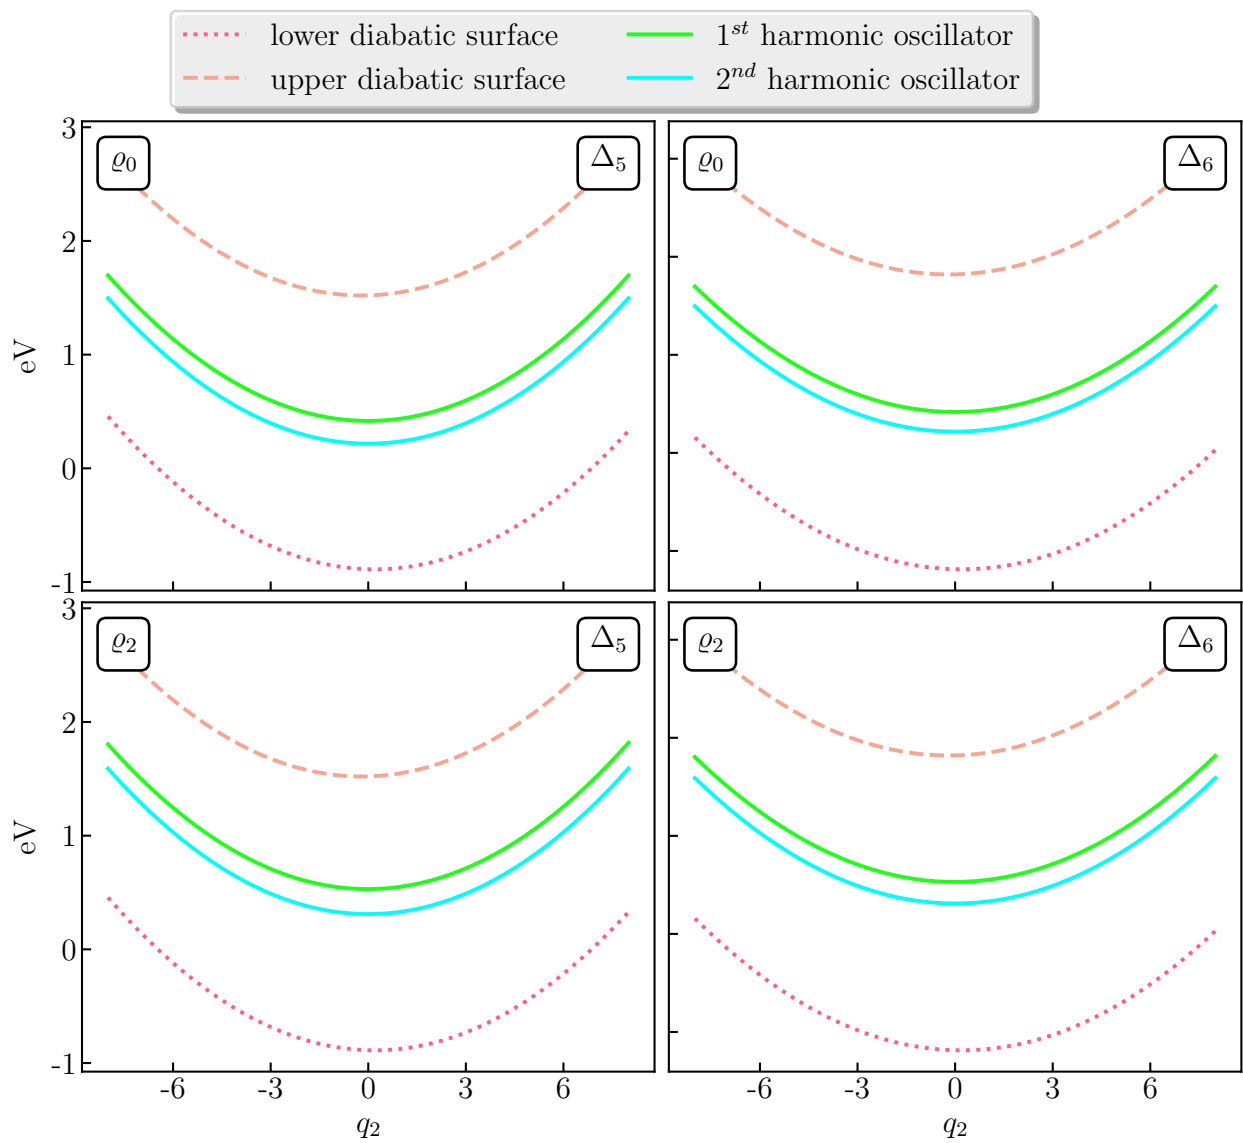 lower diabatic surface
upper diabatic surface
1st harmonic oscillator
2nd harmonic oscillator
3
2
1
0
-1
eV
ϱ0
Δ5
ϱ0
Δ6
3
2
1
0
-1
eV
ϱ2
Δ5
ϱ2
Δ6
-6 -3 0 3 6
-6 -3 0 3 6
q2
q2